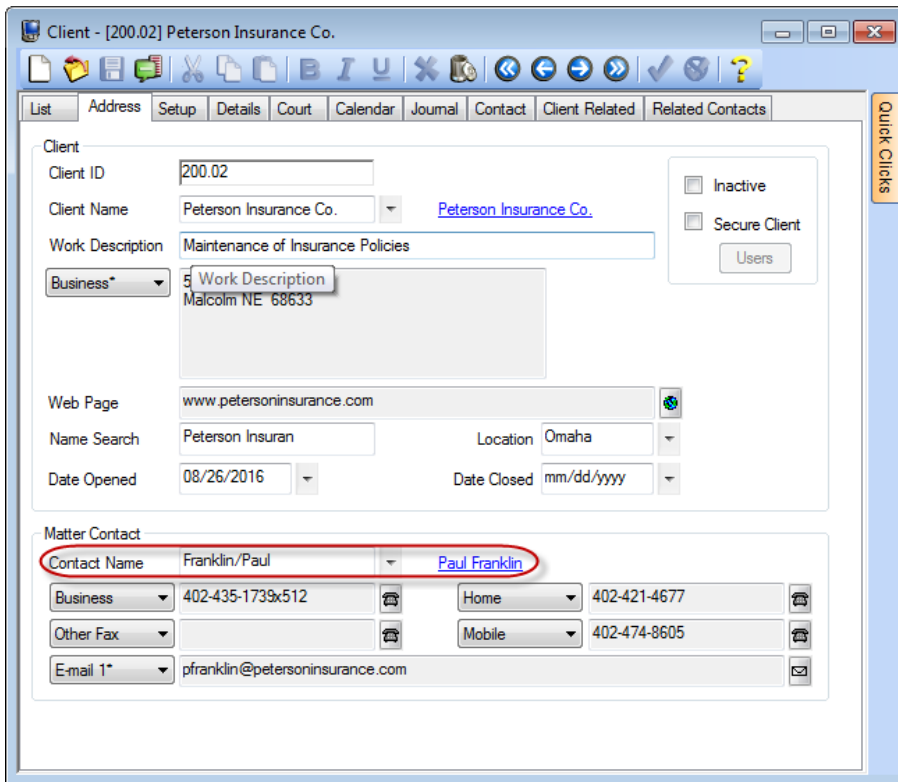 Client - [200.02] Peterson Insurance Co.
B I U ?
List Address Setup Details Court Calendar Journal Contact Client Related Related Contacts
Quick Clicks
Client
Client ID 200.02
Inactive
Client Name Peterson Insurance Co. Peterson Insurance Co.
Secure Client
Work Description Maintenance of Insurance Policies
Users
Business* 5
Work Description
Malcolm NE 68633
Web Page www.petersoninsurance.com
Name Search Peterson Insuran Location Omaha
Date Opened 08/26/2016 Date Closed mm/dd/yyyy
Matter Contact
Contact Name Franklin/Paul Paul Franklin
Business 402-435-1739x512 Home 402-421-4677
Other Fax Mobile 402-474-8605
E-mail 1* pfranklin@petersoninsurance.com